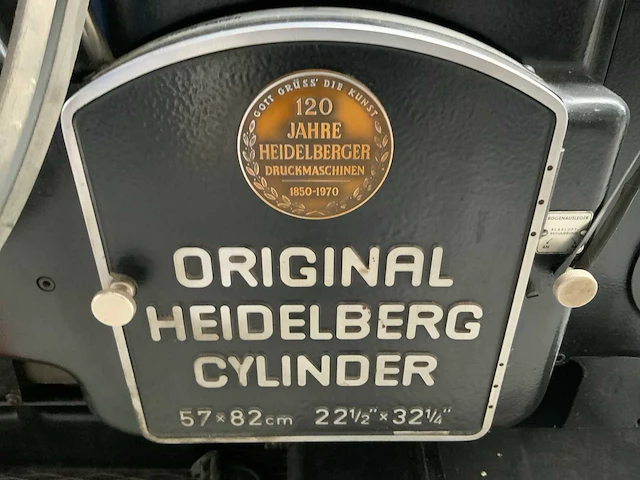 GOTT GRÜSS' DIE KUNST
120
JAHRE
HEIDELBERGER
DRUCKMASCHINEN
1850-1970
ORIGINAL
HEIDELBERG
CYLINDER
57×82cm 22½"×32¼"
BOGENAUSLEGER